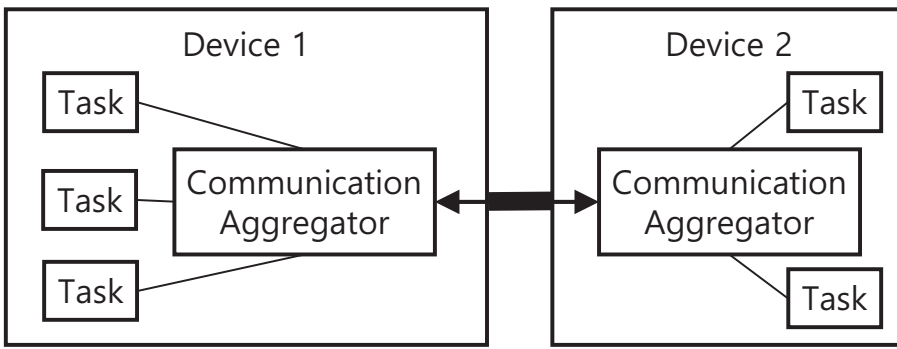 Device 1
Task
Task
Task
Communication
Aggregator
Device 2
Task
Communication
Aggregator
Task